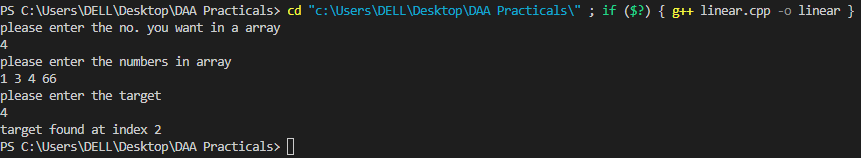 PS C:\Users\DELL\Desktop\DAA Practicals> cd "c:\Users\DELL\Desktop\DAA Practicals\" ; if ($?) { g++ linear.cpp -o linear }
please enter the no. you want in a array
4
please enter the numbers in array
1 3 4 66
please enter the target
4
target found at index 2
PS C:\Users\DELL\Desktop\DAA Practicals>